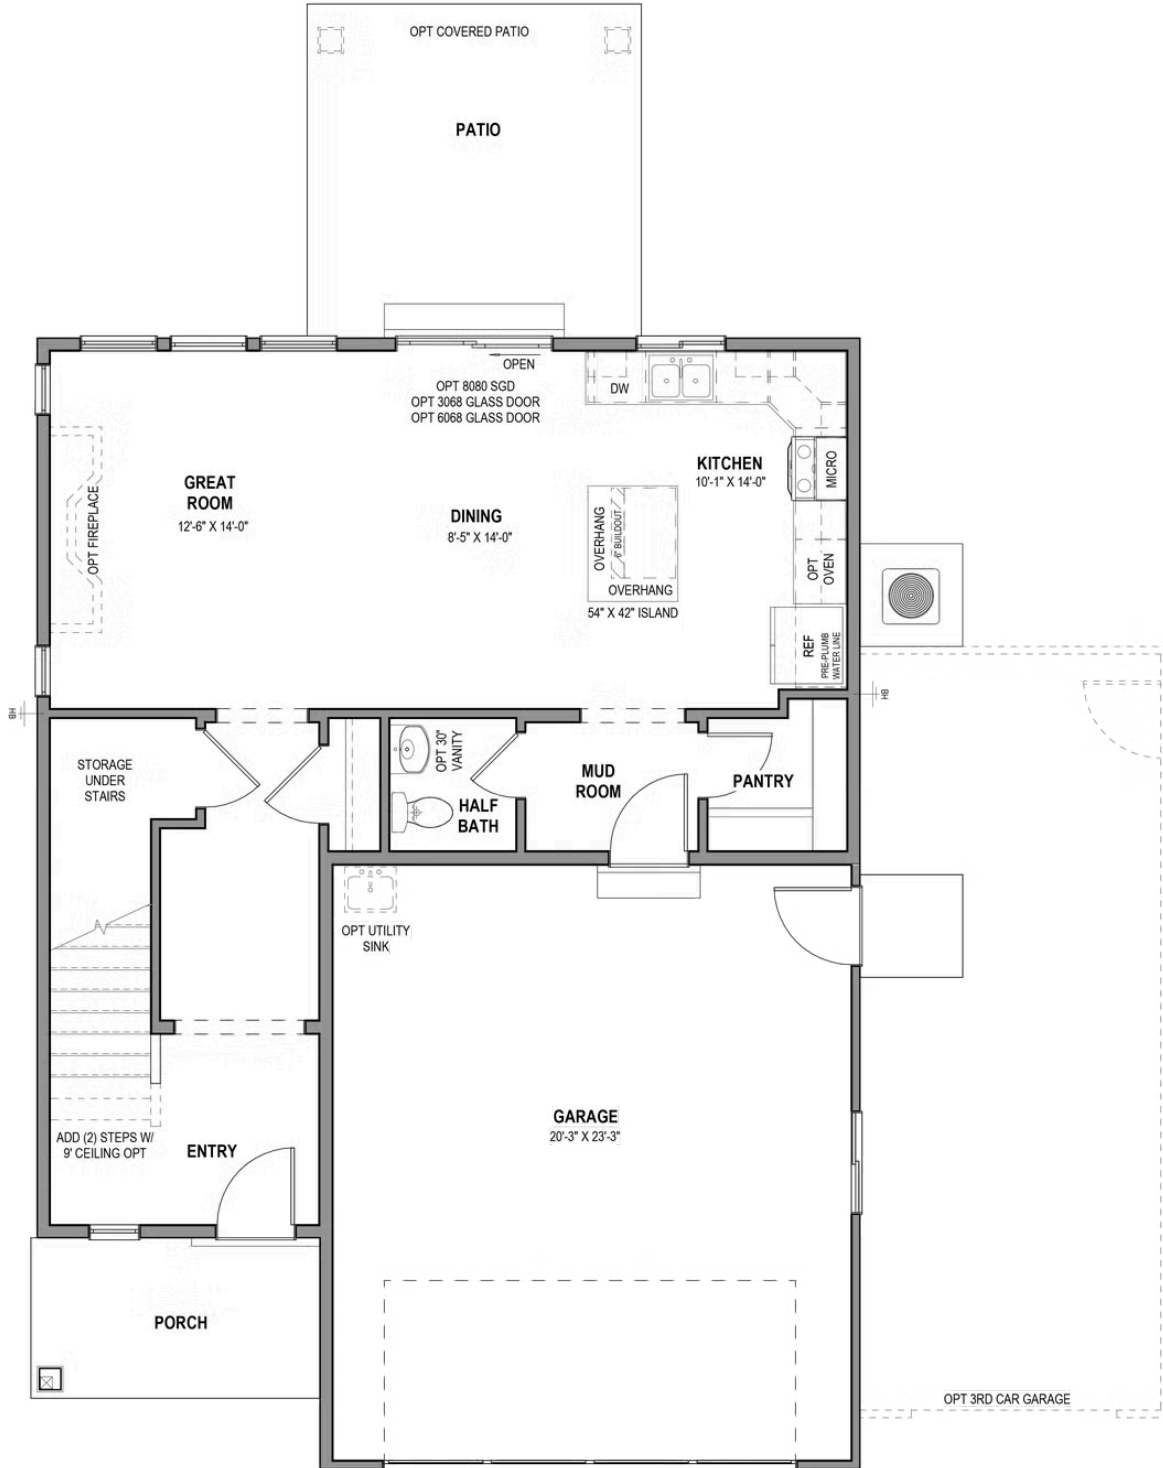 OPT COVERED PATIO
PATIO
OPEN
OPT 8080 SGD
OPT 3068 GLASS DOOR
OPT 6068 GLASS DOOR
DW
KITCHEN
10'-1" X 14'-0"
MICRO
GREAT
ROOM
12'-6" X 14'-0"
OPT FIREPLACE
DINING
8'-5" X 14'-0"
OVERHANG
6" BUILDOUT
OVERHANG
54" X 42" ISLAND
OPT
OVEN
REF
PRE-PLUMB
WATER LINE
HB
HB
STORAGE
UNDER
STAIRS
OPT 30"
VANITY
HALF
BATH
MUD
ROOM
PANTRY
OPT UTILITY
SINK
GARAGE
20'-3" X 23'-3"
ADD (2) STEPS W/
9' CEILING OPT
ENTRY
PORCH
OPT 3RD CAR GARAGE